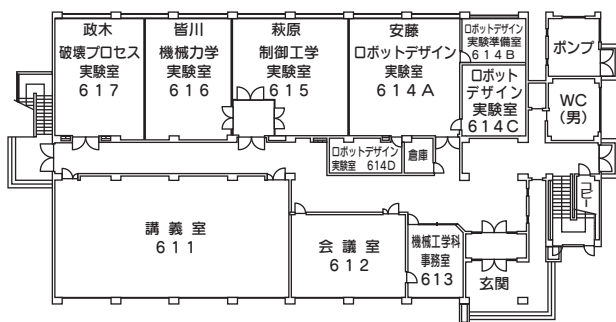 政木
破壊プロセス
実験室
617
皆川
機械力学
実験室
616
萩原
制御工学
実験室
615
安藤
ロボットデザイン
実験室
614A
ロボットデザイン
実験準備室
614B
ロボット
デザイン
実験室
614C
ポンプ
WC
(男)
ロボットデザイン
実験室 614D
倉庫
コピー
講義室
611
会議室
612
機械工学科
事務室
613
玄関